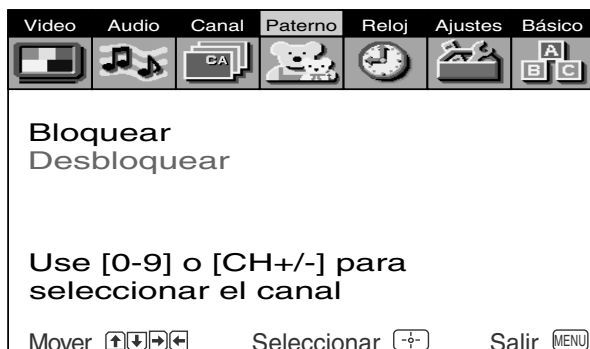 Video Audio Canal Paterno Reloj Ajustes Básico
CA
A
B C
Bloquear
Desbloquear
Use [0-9] o [CH+/-] para
seleccionar el canal
Mover Seleccionar Salir MENU